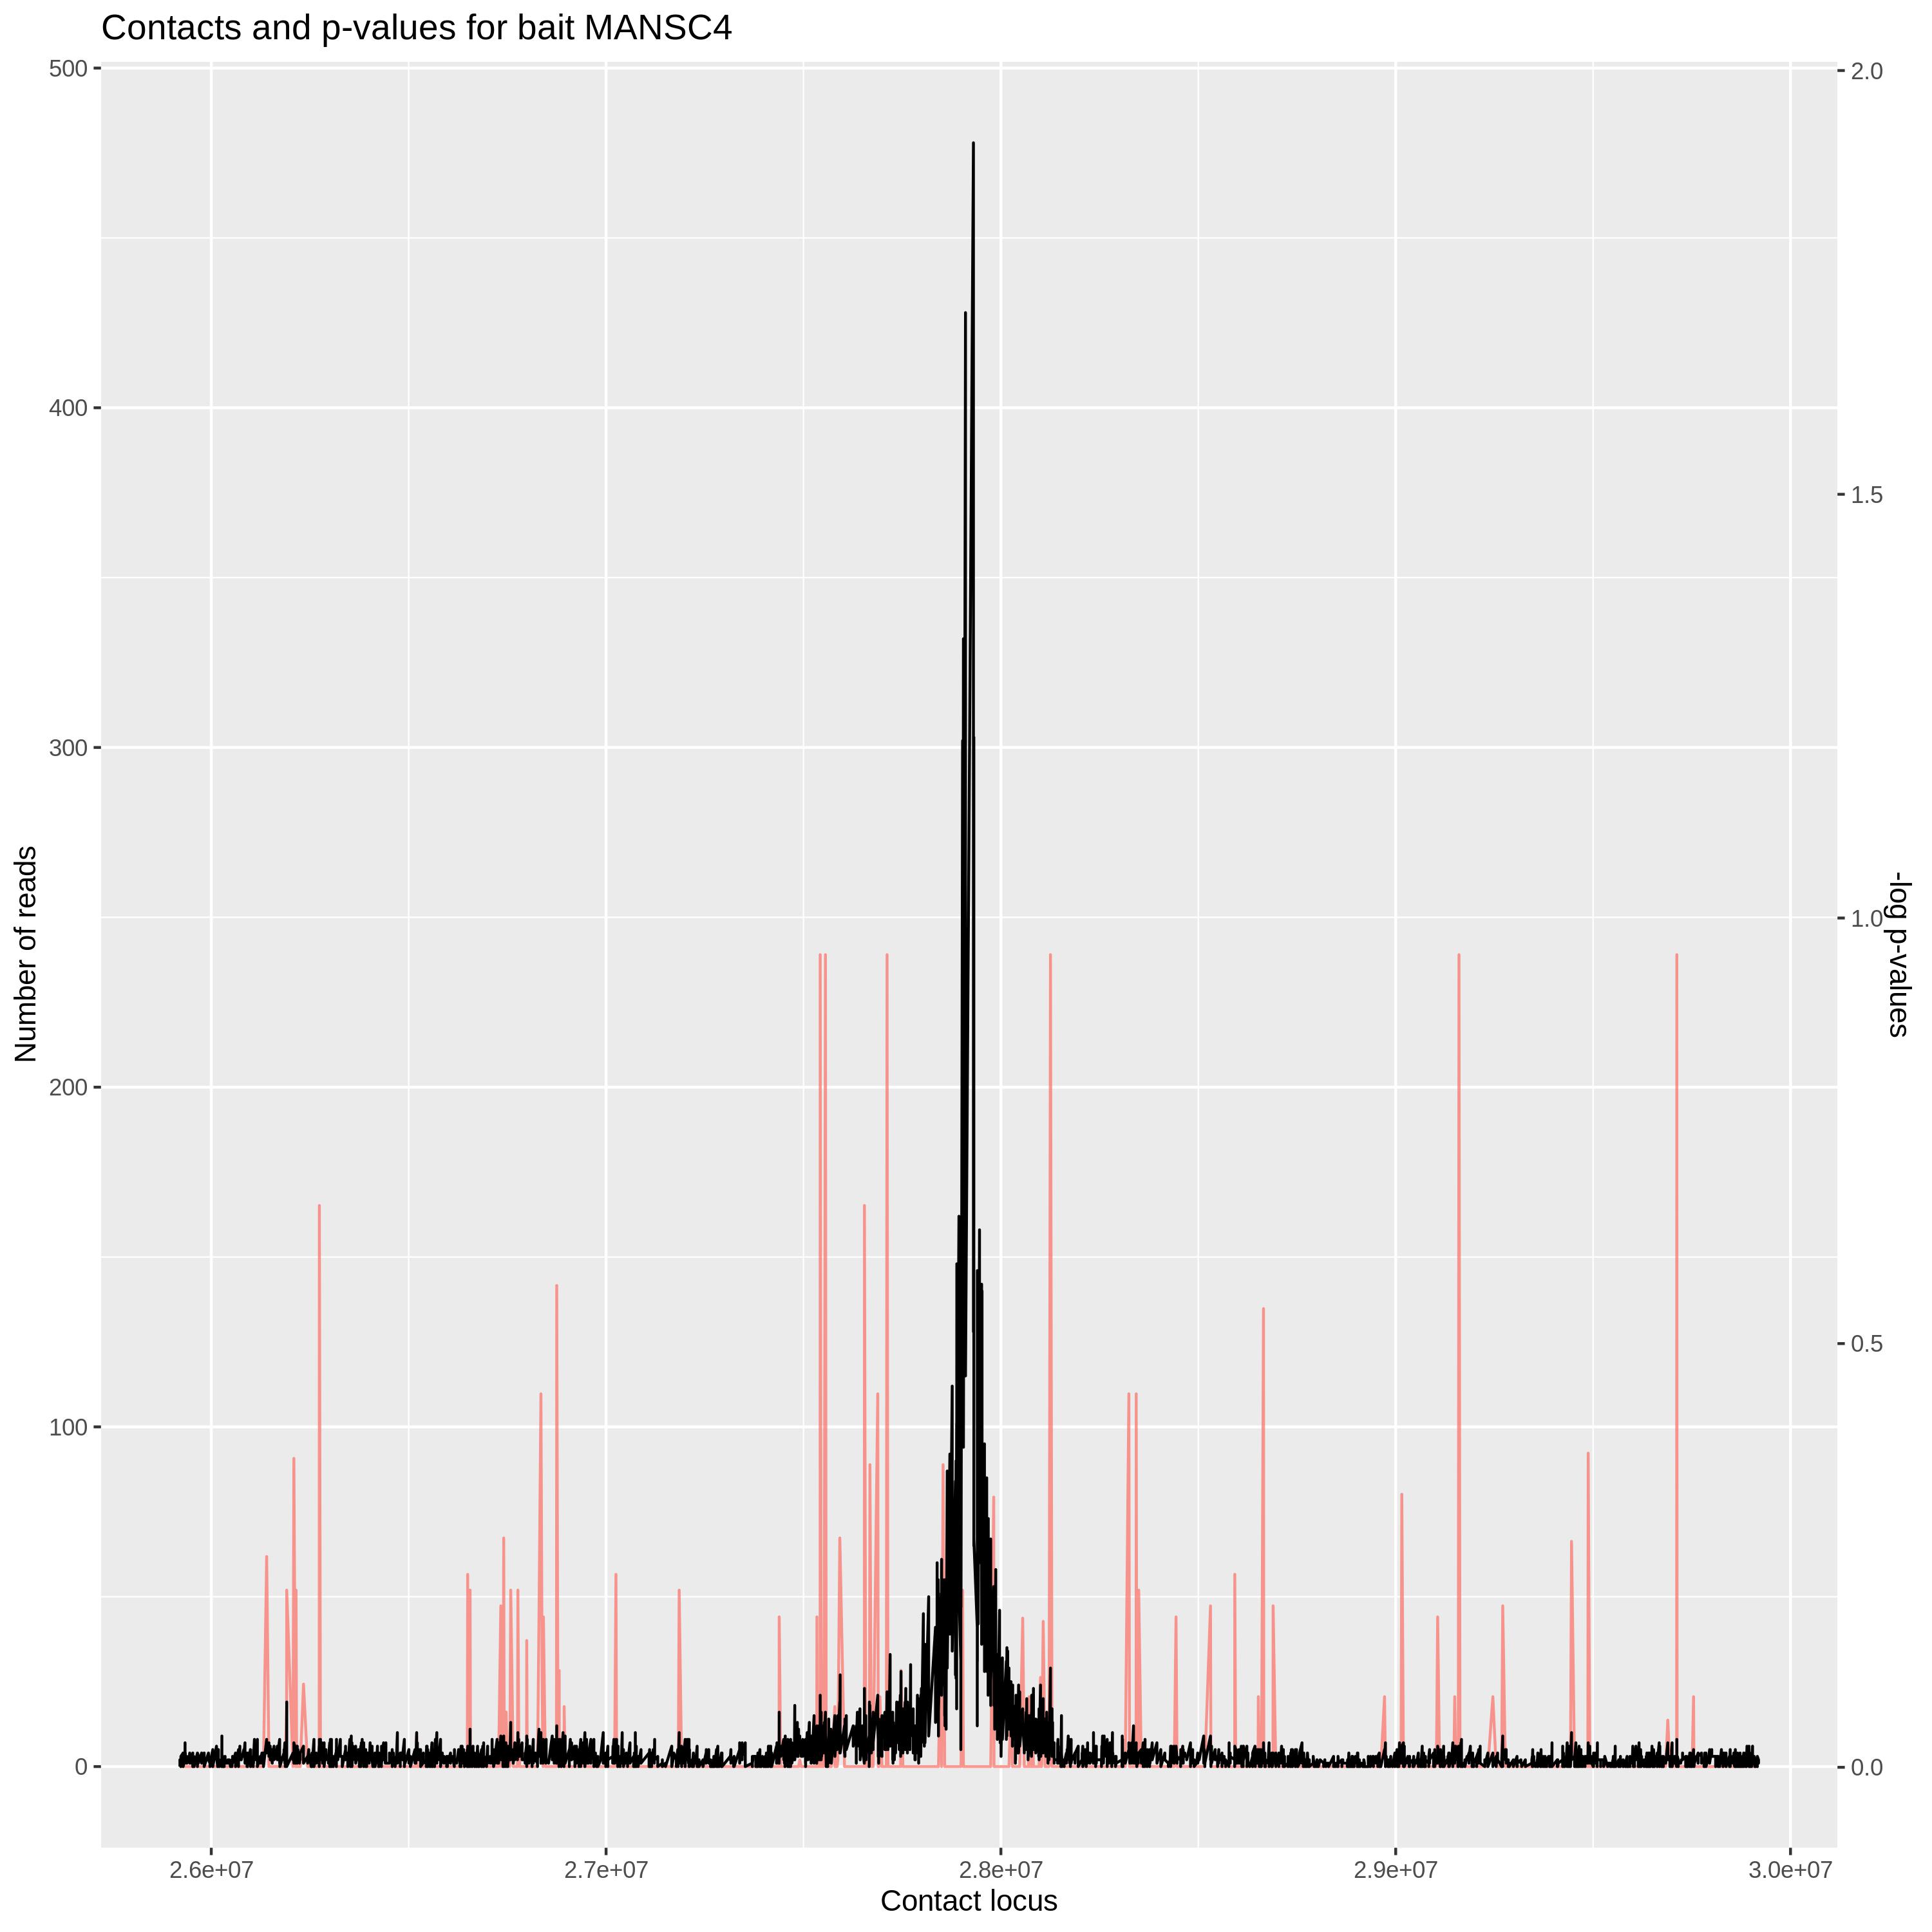 Contacts and p-values for bait MANSC4
500
400
300
200
100
0
Number of reads
2.0
1.5
1.0
0.5
0.0
-log p-values
2.6e+07
2.7e+07
2.8e+07
2.9e+07
3.0e+07
Contact locus